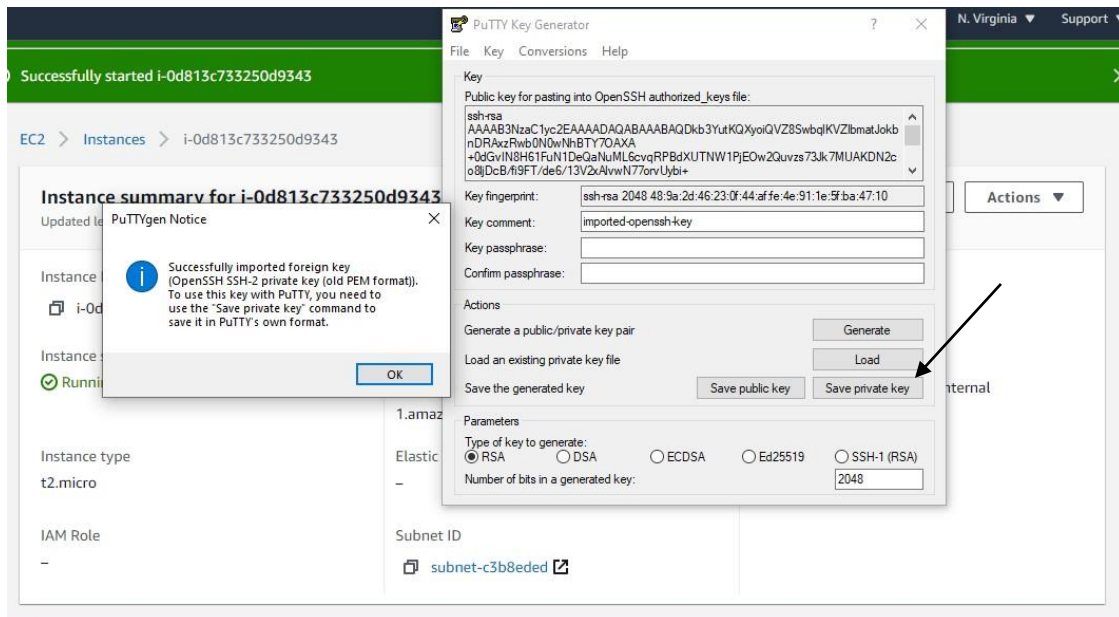 N. Virginia ▼ Support
Successfully started i-0d813c733250d9343
EC2 > Instances > i-0d813c733250d9343
Instance summary for i-0d813c733250d9343
Updated le
Actions ▼
Instance I
i-0d
Instance s
Runni
nternal
1.amaz
Instance type
t2.micro
Elastic
–
IAM Role
–
Subnet ID
subnet-c3b8eded
PuTTYgen Notice
Successfully imported foreign key
(OpenSSH SSH-2 private key (old PEM format)).
To use this key with PuTTY, you need to
use the "Save private key" command to
save it in PuTTY's own format.
OK
PuTTY Key Generator ?
File Key Conversions Help
Key
Public key for pasting into OpenSSH authorized_keys file:
ssh-rsa
Key fingerprint: ssh-rsa 2048 48:9a:2d:46:23:0f:44:af:fe:4e:91:1e:5f:ba:47:10
Key comment: imported-openssh-key
Key passphrase:
Confirm passphrase:
Actions
Generate a public/private key pair Generate
Load an existing private key file Load
Save the generated key Save public key Save private key
Parameters
Type of key to generate:
RSA DSA ECDSA Ed25519 SSH-1 (RSA)
Number of bits in a generated key: 2048